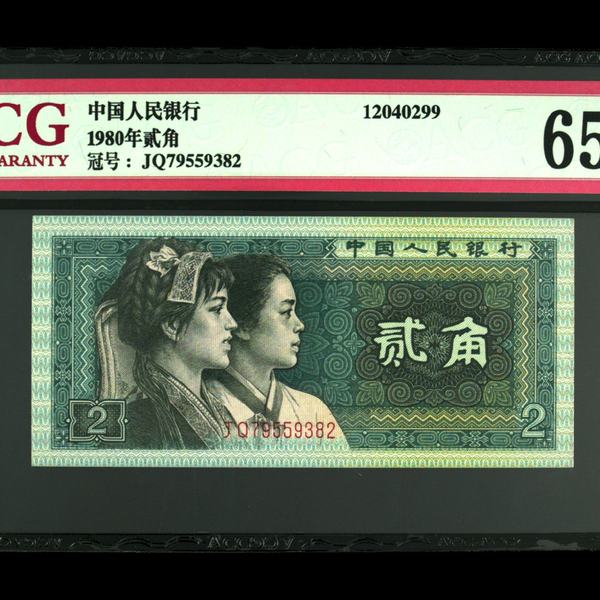 CG
ARANTY
中国人民银行
1980年贰角
冠号： JQ79559382
12040299
65
中国人民银行
贰角
JQ79559382
2
2